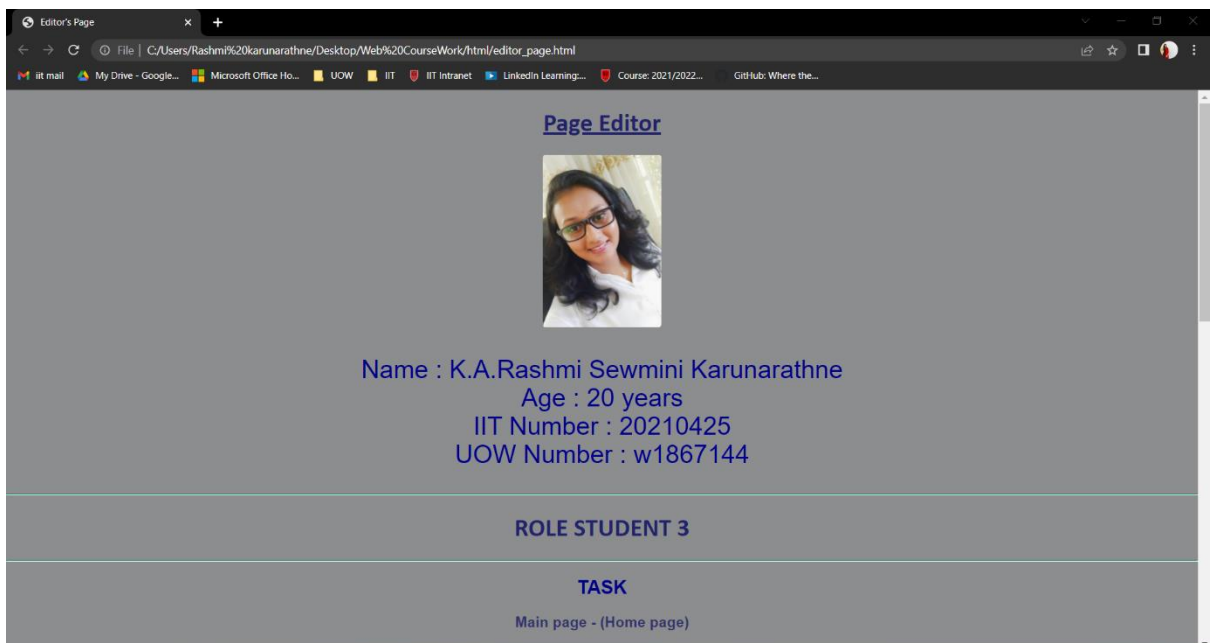 Editor's Page
File | C:/Users/Rashmi%20karunarathne/Desktop/Web%20CourseWork/html/editor_page.html
iit mail My Drive - Google... Microsoft Office Ho... UOW IIT IIT Intranet LinkedIn Learning:... Course: 2021/2022... GitHub: Where the...
Page Editor
Name : K.A.Rashmi Sewmini Karunarathne
Age : 20 years
IIT Number : 20210425
UOW Number : w1867144
ROLE STUDENT 3
TASK
Main page - (Home page)